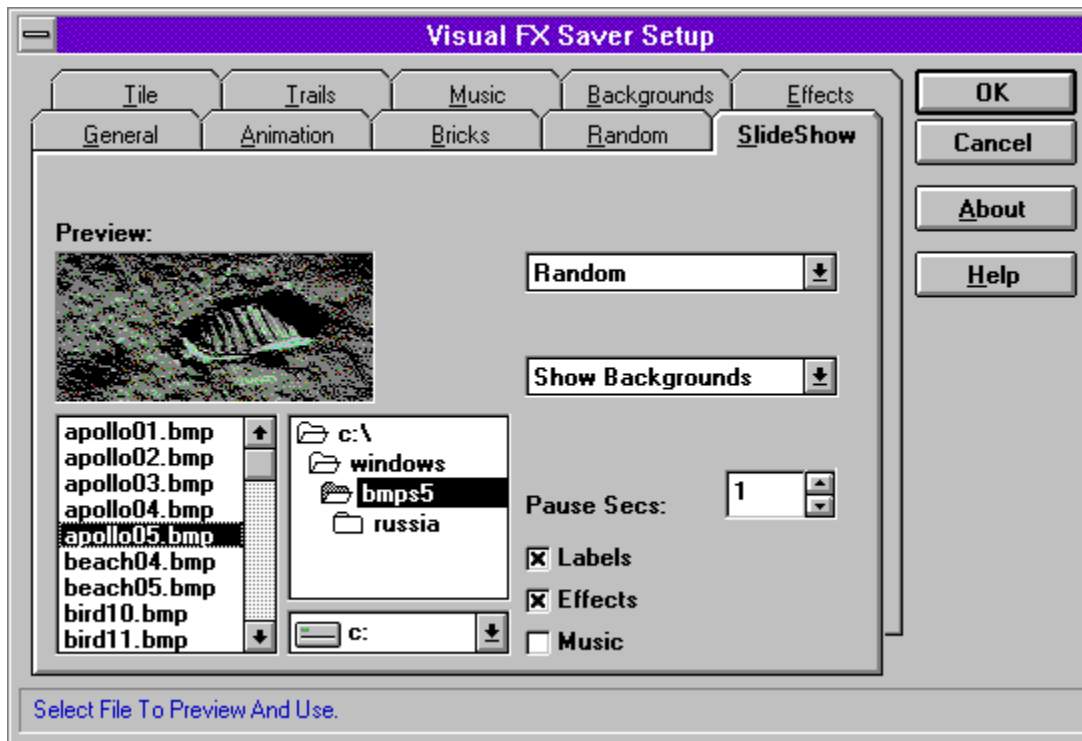 Visual FX Saver Setup
Tile Trails Music Backgrounds Effects
General Animation Bricks Random SlideShow
OK
Cancel
About
Help
Preview:
Random
Show Backgrounds
apollo01.bmp
apollo02.bmp
apollo03.bmp
apollo04.bmp
apollo05.bmp
beach04.bmp
beach05.bmp
bird10.bmp
bird11.bmp
c:\
windows
bmps5
russia
c:
Pause Secs: 1
Labels
Effects
Music
Select File To Preview And Use.